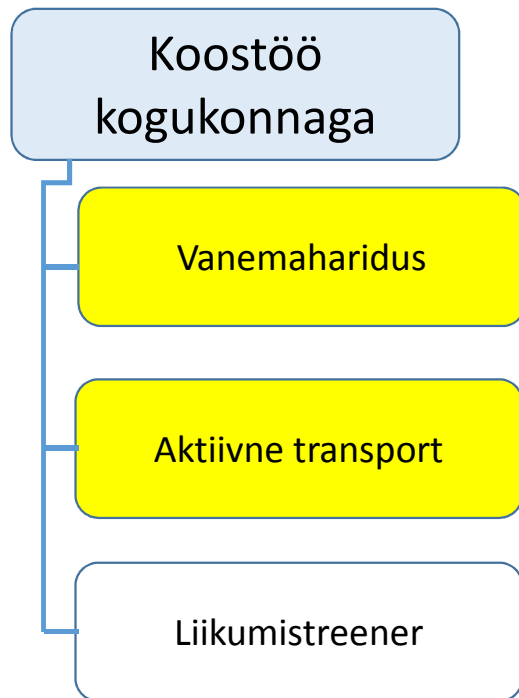 Koostöö
kogukonnaga
Vanemaharidus
Aktiivne transport
Liikumistreener